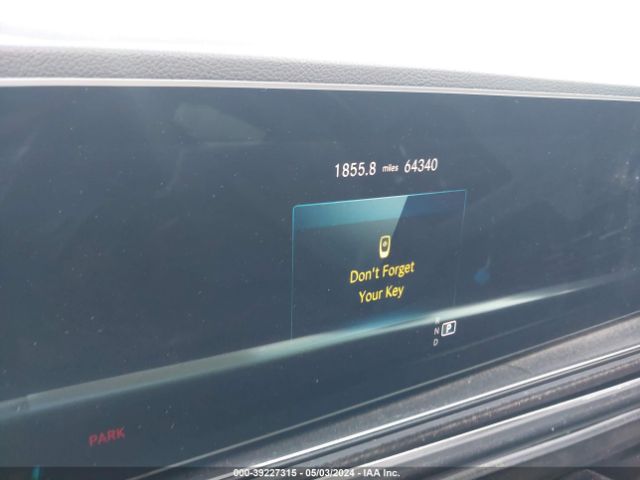 1855.8 miles 64340
Don't Forget
Your Key
R
N P
D
PARK
000-39227315 - 05/03/2024 - IAA Inc.